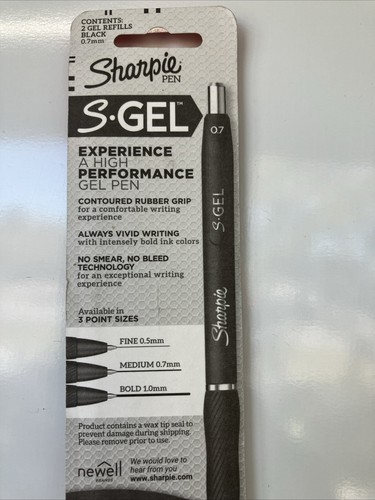 CONTENTS:
2 GEL REFILLS
BLACK
0.7mm
Sharpie
PEN
S·GEL™
0.7
EXPERIENCE
A HIGH
PERFORMANCE
GEL PEN
CONTOURED RUBBER GRIP
for a comfortable writing
experience
ALWAYS VIVID WRITING
with intensely bold ink colors
NO SMEAR, NO BLEED
TECHNOLOGY
for an exceptional writing
experience
S·GEL
Sharpie
Available in
3 POINT SIZES
FINE 0.5mm
MEDIUM 0.7mm
BOLD 1.0mm
Product contains a wax tip seal to
prevent damage during shipping.
Please remove prior to use.
newell
BRANDS
We would love to
hear from you
www.sharpie.com